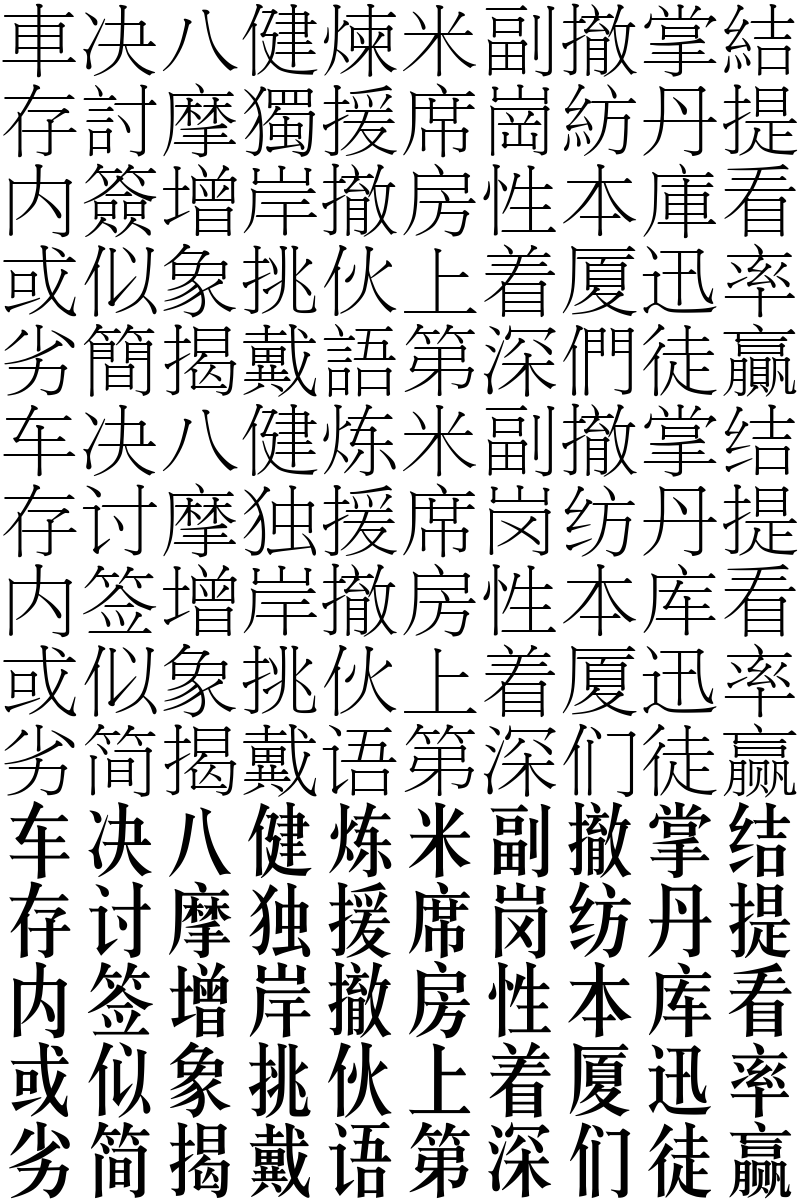 車决八健煉米副撤掌結
存討摩獨援席崗紡丹提
内簽增岸撤房性本庫看
或似象挑伙上着厦迅率
劣簡揭戴語第深們徒贏
车决八健炼米副撤掌结
存讨摩独援席岗纺丹提
内签增岸撤房性本库看
或似象挑伙上着厦迅率
劣简揭戴语第深们徒赢
车决八健炼米副撤掌结
存讨摩独援席岗纺丹提
内签增岸撤房性本库看
或似象挑伙上着厦迅率
劣简揭戴语第深们徒赢